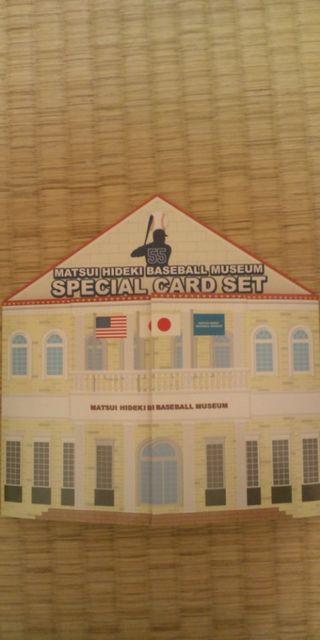 55
MATSUI HIDEKI BASEBALL MUSEUM
SPECIAL CARD SET
MATSUI HIDEKI BASEBALL MUSEUM